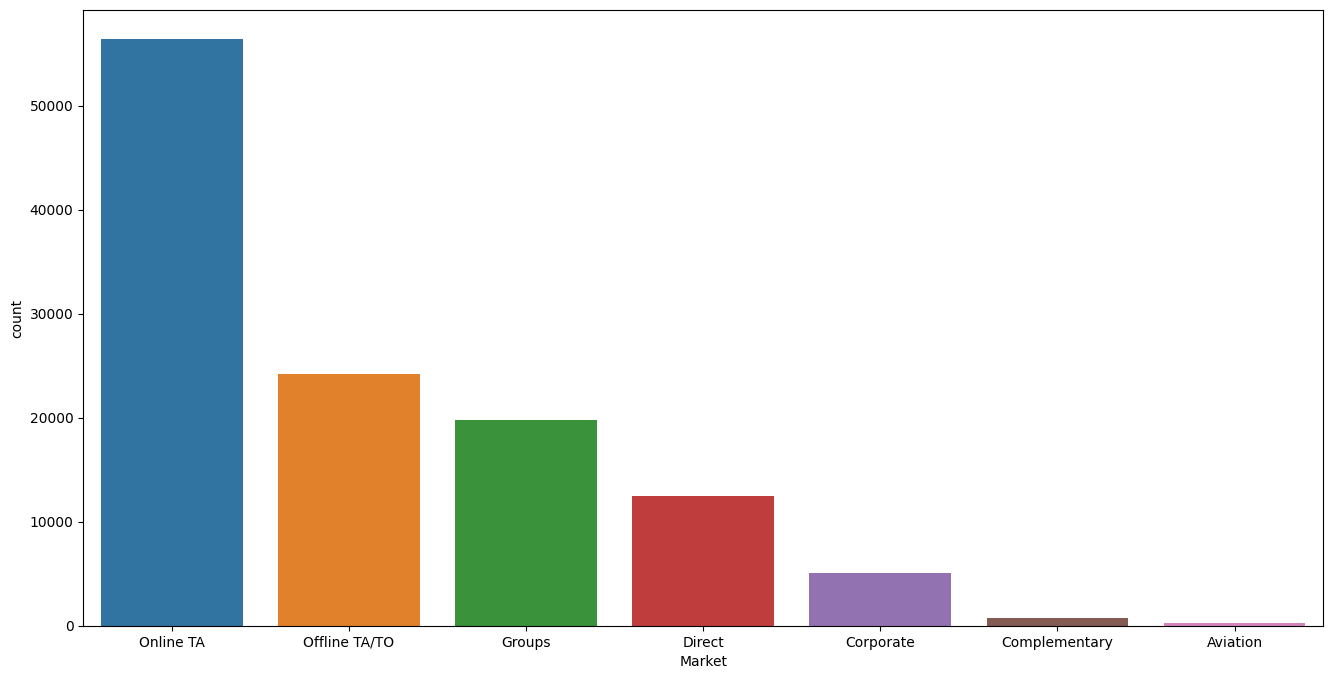 50000
40000
30000
20000
10000
0
count
Online TA
Offline TA/TO
Groups
Direct
Corporate
Complementary
Aviation
Market